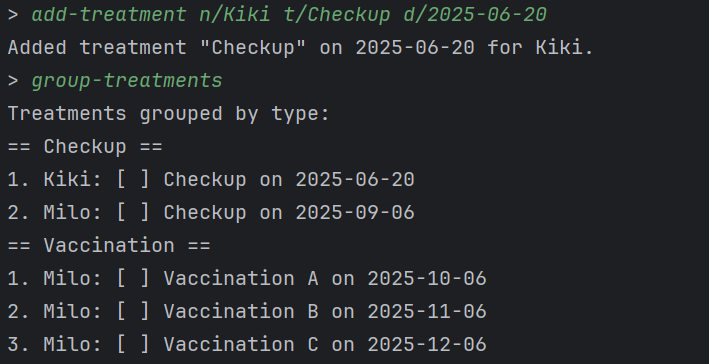 > add-treatment n/Kiki t/Checkup d/2025-06-20
Added treatment "Checkup" on 2025-06-20 for Kiki.
> group-treatments
Treatments grouped by type:
== Checkup ==
1. Kiki: [ ] Checkup on 2025-06-20
2. Milo: [ ] Checkup on 2025-09-06
== Vaccination ==
1. Milo: [ ] Vaccination A on 2025-10-06
2. Milo: [ ] Vaccination B on 2025-11-06
3. Milo: [ ] Vaccination C on 2025-12-06